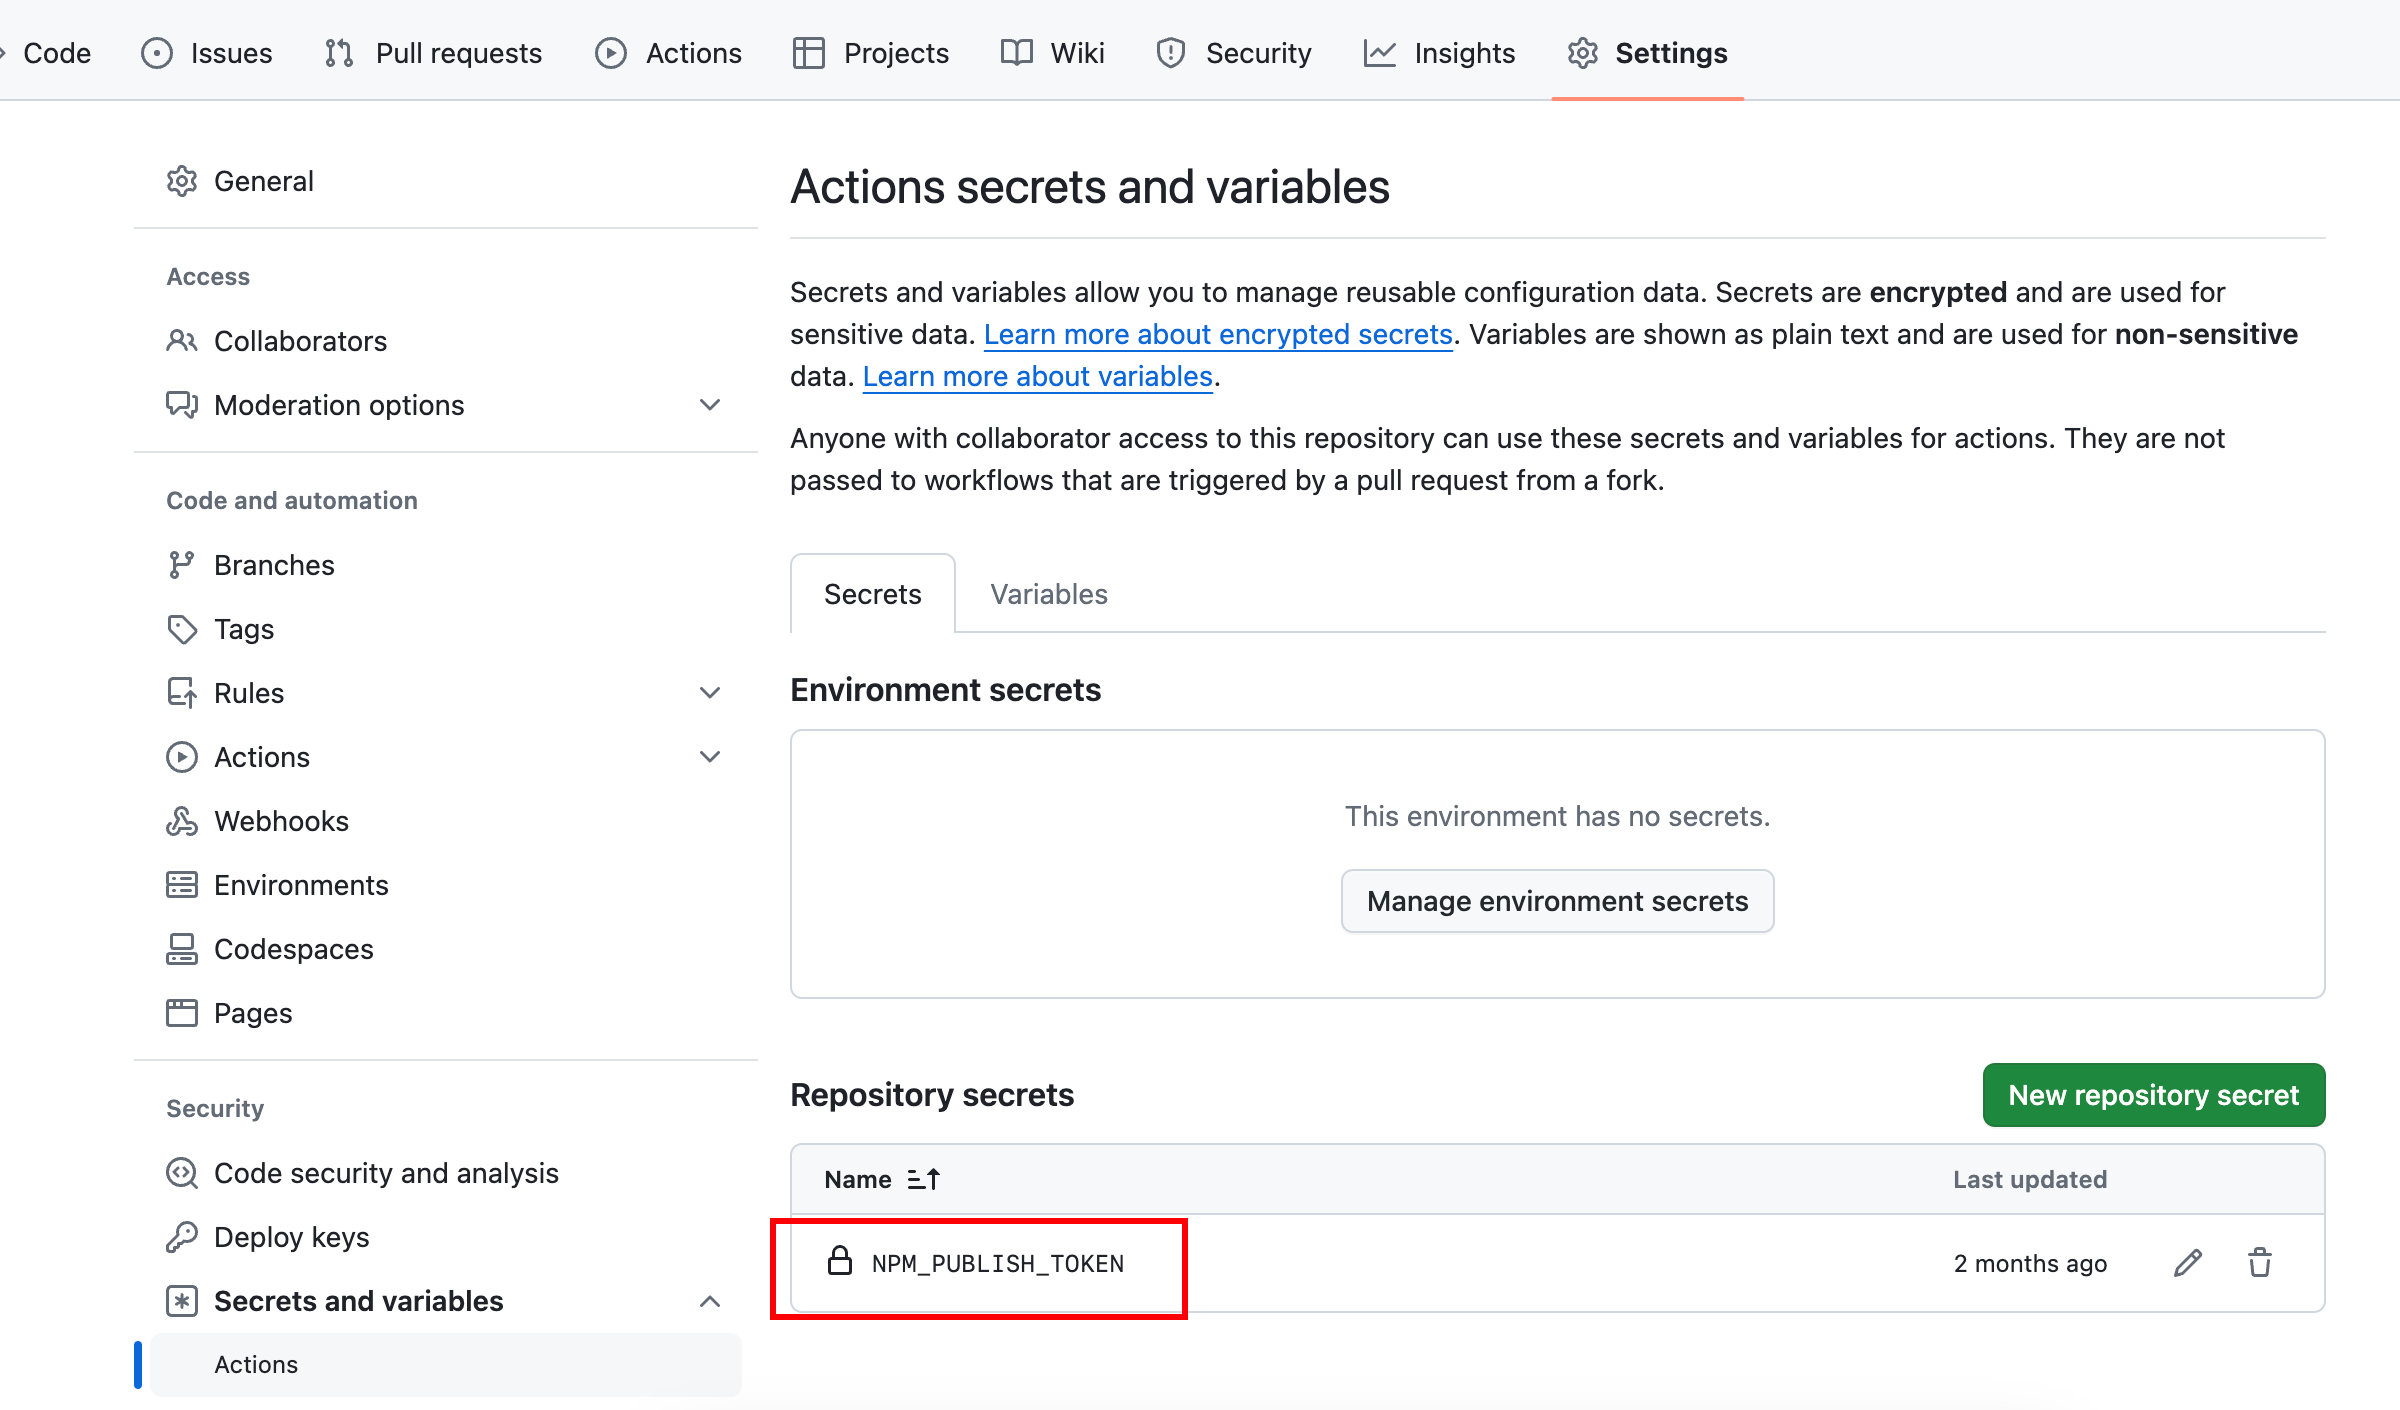 Code Issues Pull requests Actions Projects Wiki Security Insights Settings
General
Access
Collaborators
Moderation options
Code and automation
Branches
Tags
Rules
Actions
Webhooks
Environments
Codespaces
Pages
Security
Code security and analysis
Deploy keys
Secrets and variables
Actions
Actions secrets and variables
Secrets and variables allow you to manage reusable configuration data. Secrets are encrypted and are used for
sensitive data. Learn more about encrypted secrets. Variables are shown as plain text and are used for non-sensitive
data. Learn more about variables.
Anyone with collaborator access to this repository can use these secrets and variables for actions. They are not
passed to workflows that are triggered by a pull request from a fork.
Secrets Variables
Environment secrets
This environment has no secrets.
Manage environment secrets
Repository secrets New repository secret
Name Last updated
NPM_PUBLISH_TOKEN 2 months ago